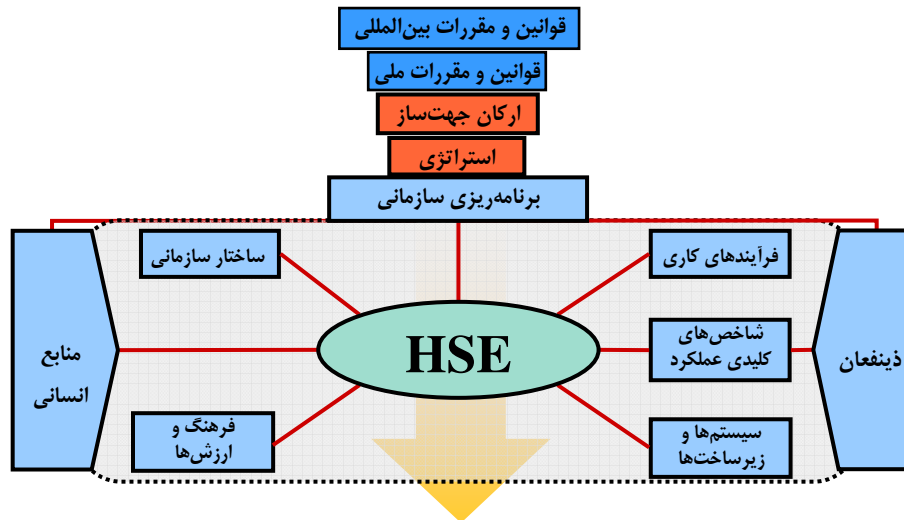 قوانین و مقررات بین‌المللی
قوانین و مقررات ملی
ارکان جهت‌ساز
استراتژی
برنامه‌ریزی سازمانی
فرآیندهای کاری
ساختار سازمانی
ذینفعان
شاخص‌های
کلیدی عملکرد
HSE
منابع
انسانی
سیستم‌ها و
زیرساخت‌ها
فرهنگ و
ارزش‌ها